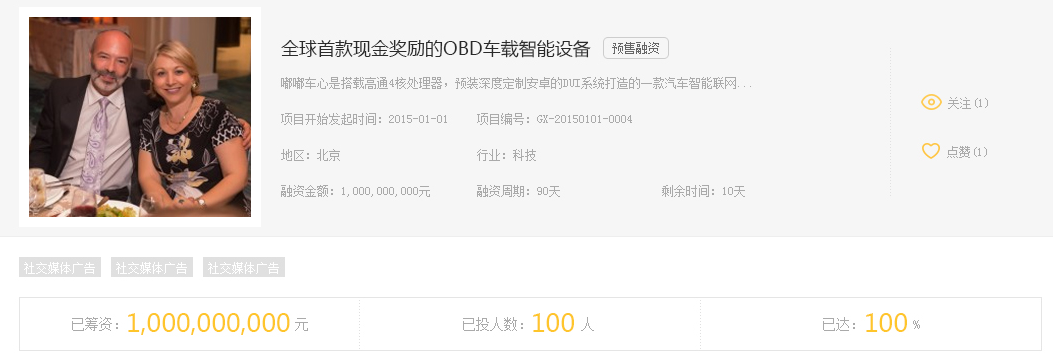 全球首款现金奖励的OBD车载智能设备 预售融资
嘟嘟车心是搭载高通4核处理器，预装深度定制安卓的DUI系统打造的一款汽车智能联网...
关注(1)
项目开始发起时间：2015-01-01 项目编号：GX-20150101-0004
地区：北京 行业：科技
点赞(1)
融资金额：1,000,000,000元 融资周期：90天 剩余时间：10天
社交媒体广告 社交媒体广告 社交媒体广告
已筹资：1,000,000,000 元 已投人数：100 人 已达：100 %